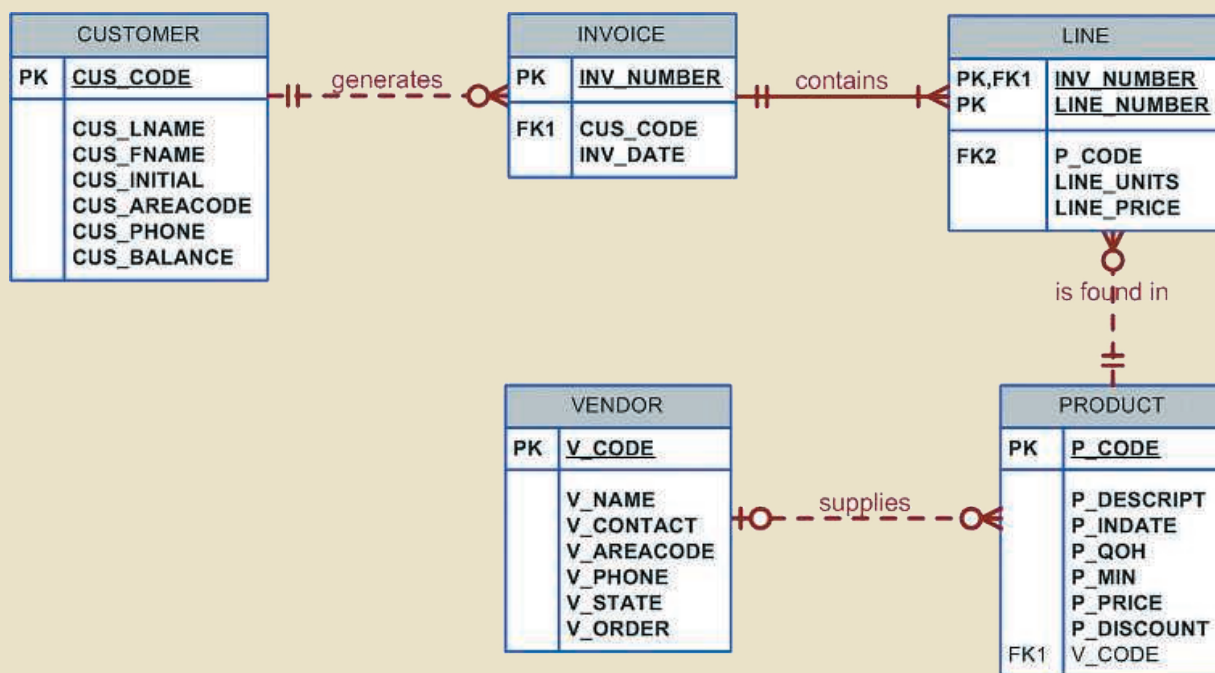 CUSTOMER
PK CUS_CODE
CUS_LNAME
CUS_FNAME
CUS_INITIAL
CUS_AREACODE
CUS_PHONE
CUS_BALANCE
generates
INVOICE
PK INV_NUMBER
FK1 CUS_CODE
INV_DATE
contains
LINE
PK,FK1 INV_NUMBER
PK LINE_NUMBER
FK2 P_CODE
LINE_UNITS
LINE_PRICE
is found in
VENDOR
PK V_CODE
V_NAME
V_CONTACT
V_AREACODE
V_PHONE
V_STATE
V_ORDER
supplies
PRODUCT
PK P_CODE
P_DESCRIPT
P_INDATE
P_QOH
P_MIN
P_PRICE
P_DISCOUNT
FK1 V_CODE